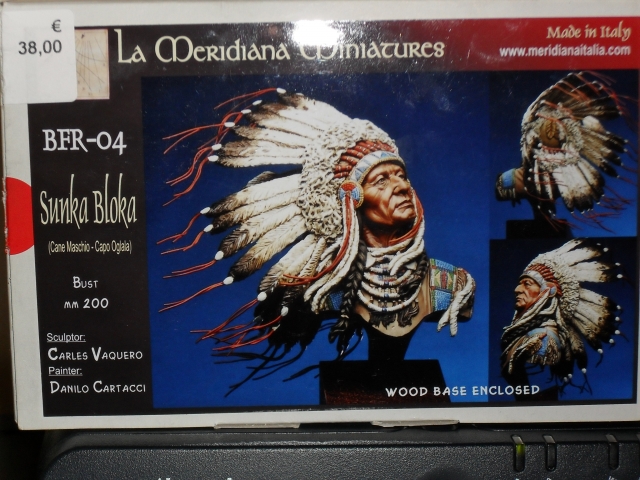 €
38,00
La Meridiana Miniatures
Made in Italy
www.meridianaitalia.com
BFR-04
Sunka Bloka
(Cane Maschio - Capo Oglala)
Bust
mm 200
Sculptor:
Carles Vaquero
Painter:
Danilo Cartacci
WOOD BASE ENCLOSED